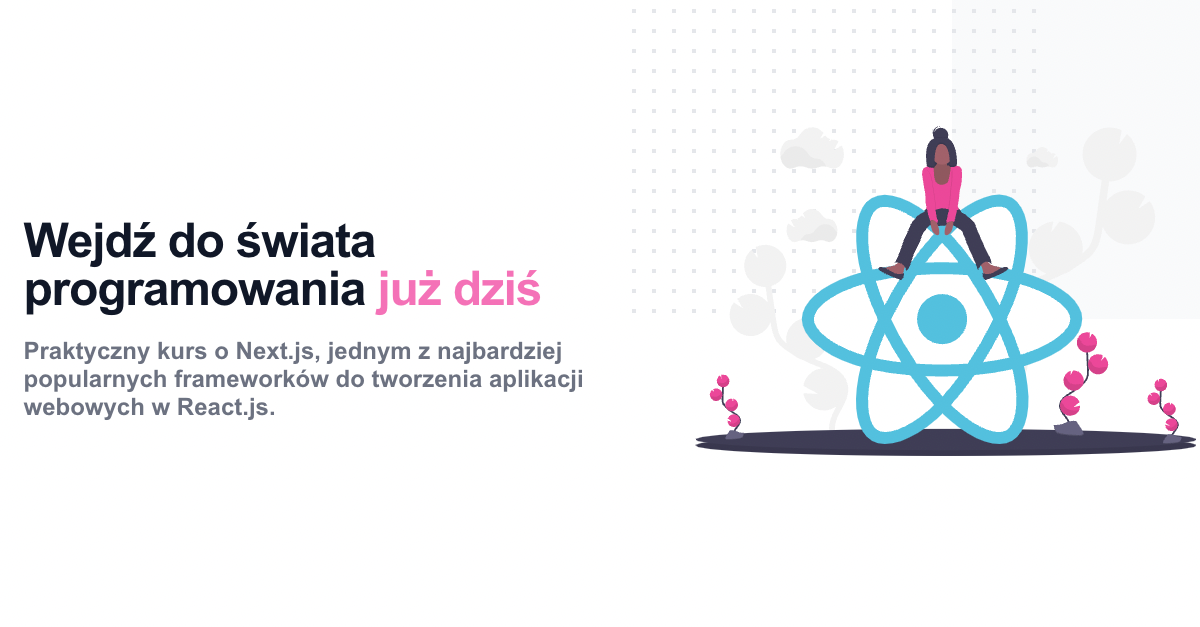 Wejdź do świata
programowania już dziś
Praktyczny kurs o Next.js, jednym z najbardziej
popularnych frameworków do tworzenia aplikacji
webowych w React.js.